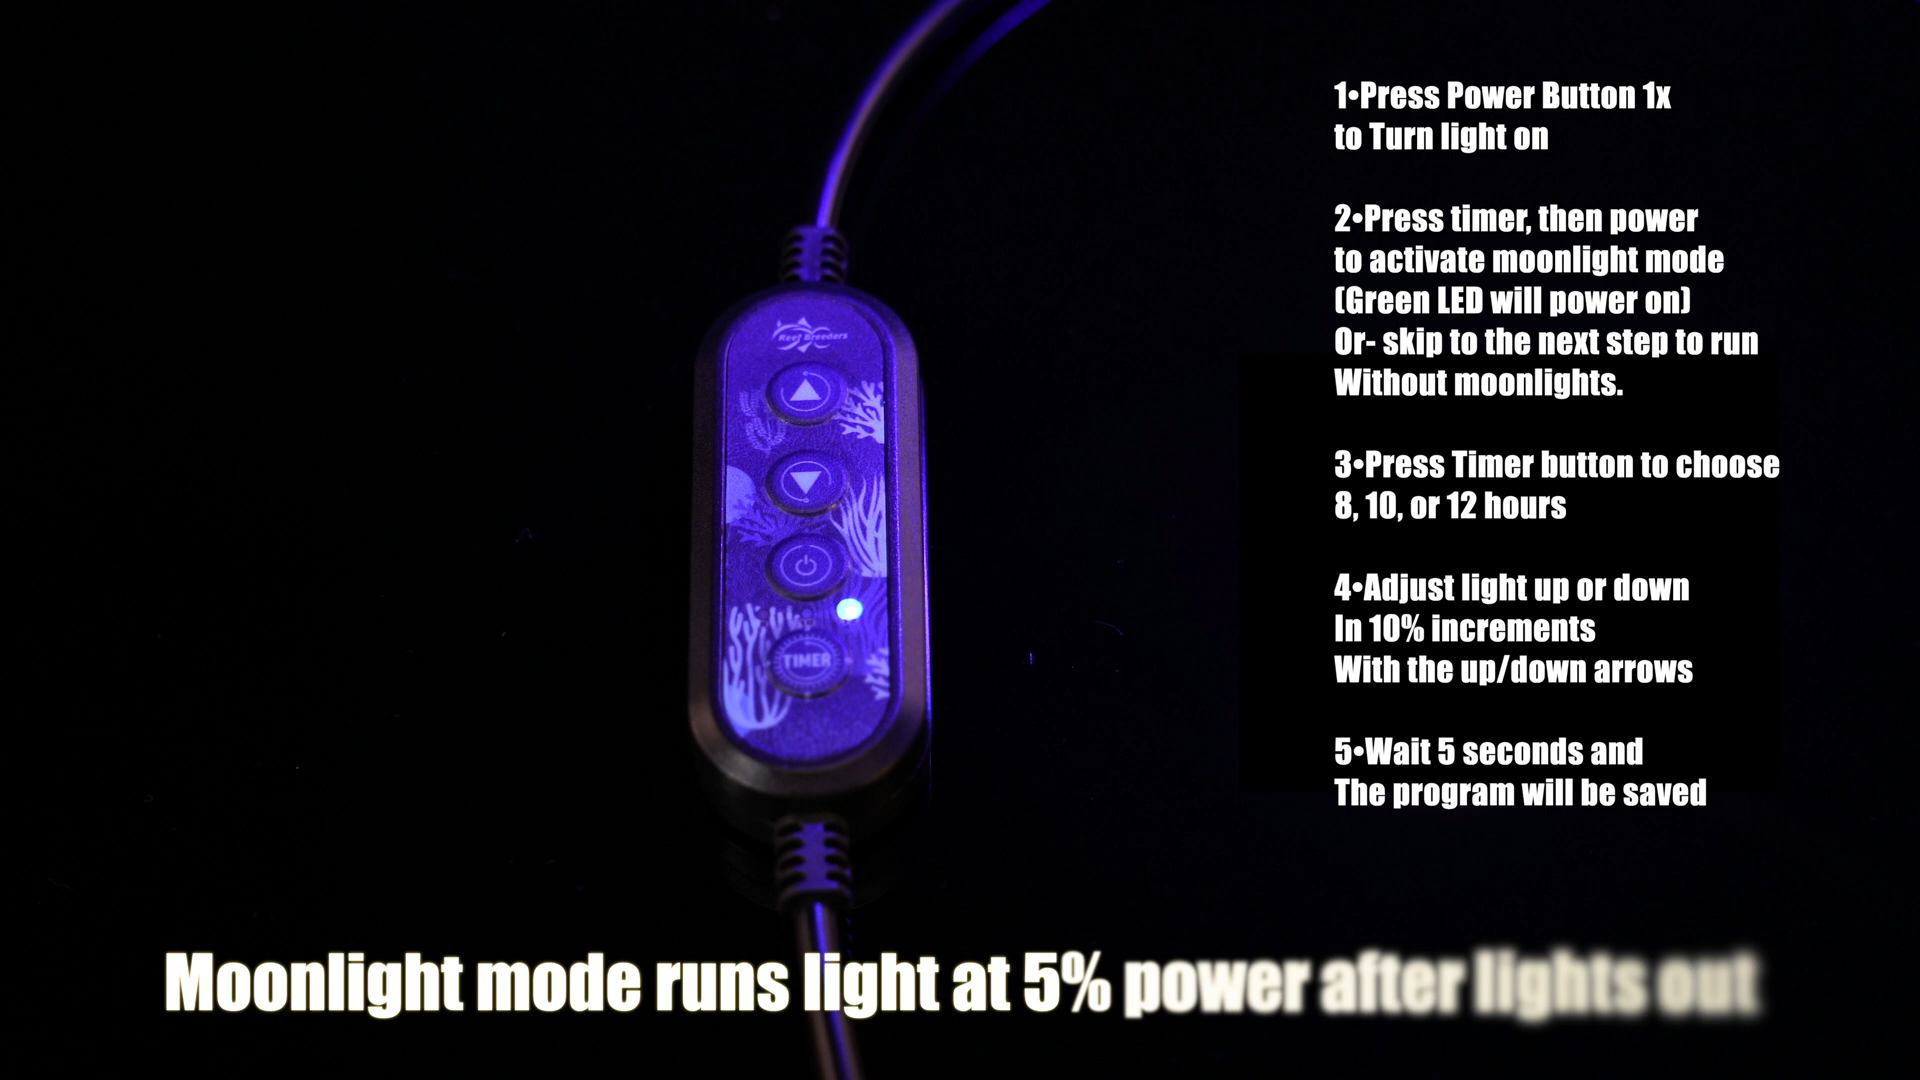 1•Press Power Button 1x
to Turn light on
2•Press timer, then power
to activate moonlight mode
(Green LED will power on)
Or- skip to the next step to run
Without moonlights.
3•Press Timer button to choose
8, 10, or 12 hours
4•Adjust light up or down
In 10% increments
With the up/down arrows
5•Wait 5 seconds and
The program will be saved
Reef Breeders
TIMER
Moonlight mode runs light at 5% power after lights out